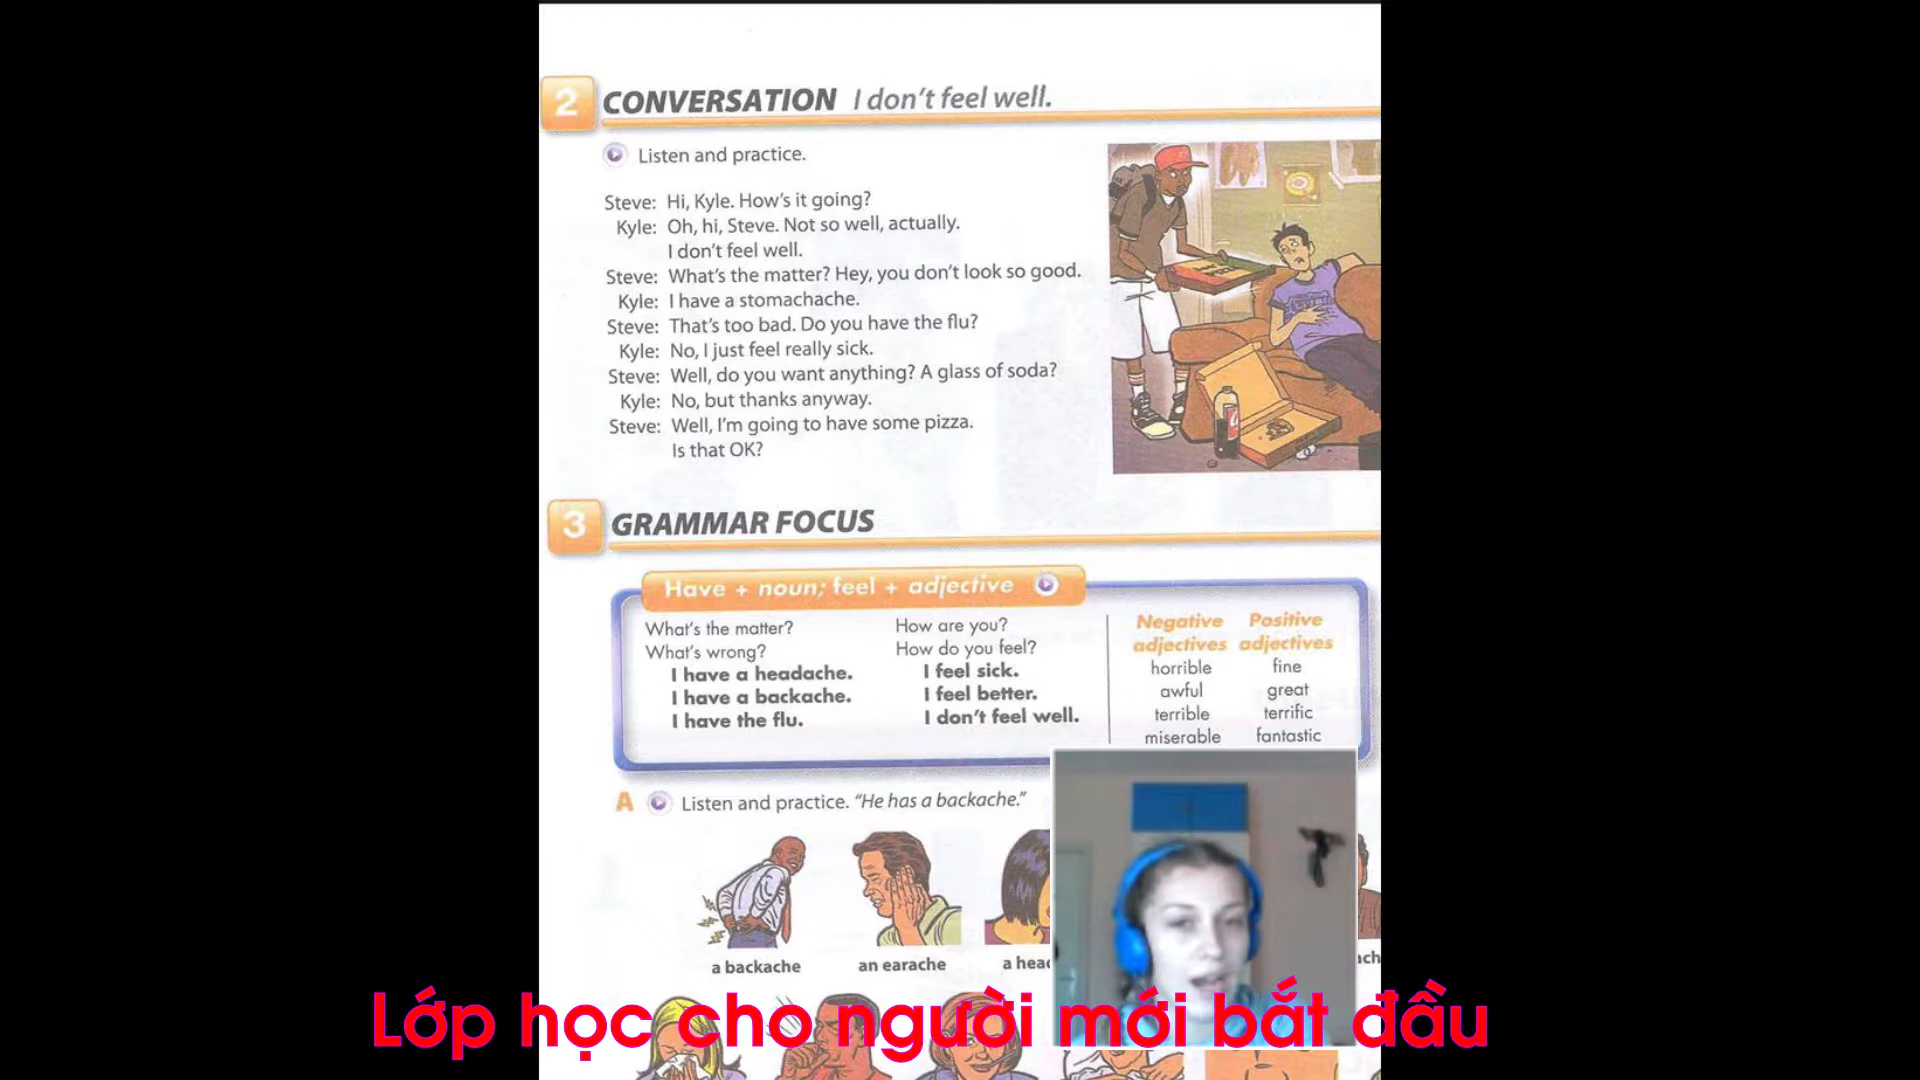 2 CONVERSATION I don't feel well.
Listen and practice.
Steve: Hi, Kyle. How's it going?
Kyle: Oh, hi, Steve. Not so well, actually.
I don't feel well.
Steve: What's the matter? Hey, you don't look so good.
Kyle: I have a stomachache.
Steve: That's too bad. Do you have the flu?
Kyle: No, I just feel really sick.
Steve: Well, do you want anything? A glass of soda?
Kyle: No, but thanks anyway.
Steve: Well, I'm going to have some pizza.
Is that OK?
3 GRAMMAR FOCUS
Have + noun; feel + adjective
What's the matter?
What's wrong?
I have a headache.
I have a backache.
I have the flu.
How are you?
How do you feel?
I feel sick.
I feel better.
I don't feel well.
Negative adjectives
horrible
awful
terrible
miserable
Positive adjectives
fine
great
terrific
fantastic
A Listen and practice. "He has a backache."
a backache
an earache
a
Lớp học cho người mới bắt đầu